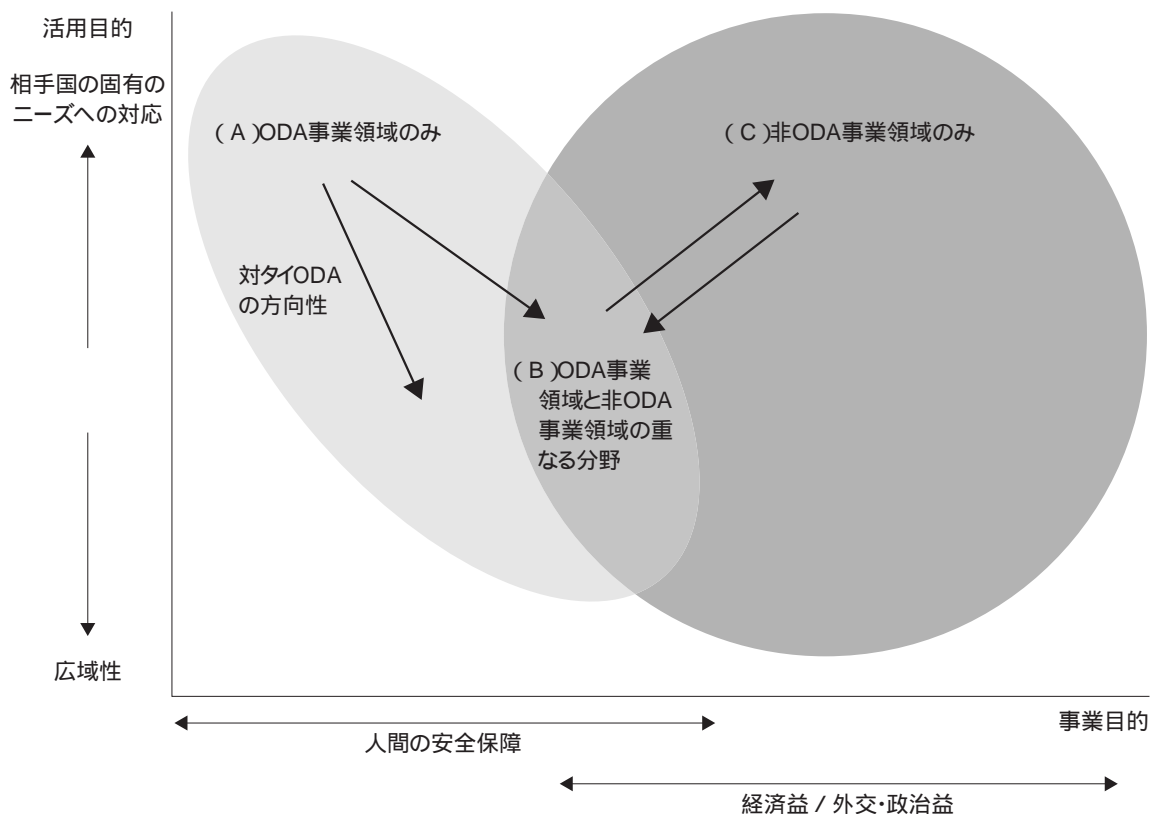 活用目的
相手国の固有の
ニーズへの対応
(A)ODA事業領域のみ
(C)非ODA事業領域のみ
対タイODA
の方向性
(B)ODA事業
領域と非ODA
事業領域の重
なる分野
広域性
事業目的
人間の安全保障
経済益/外交・政治益